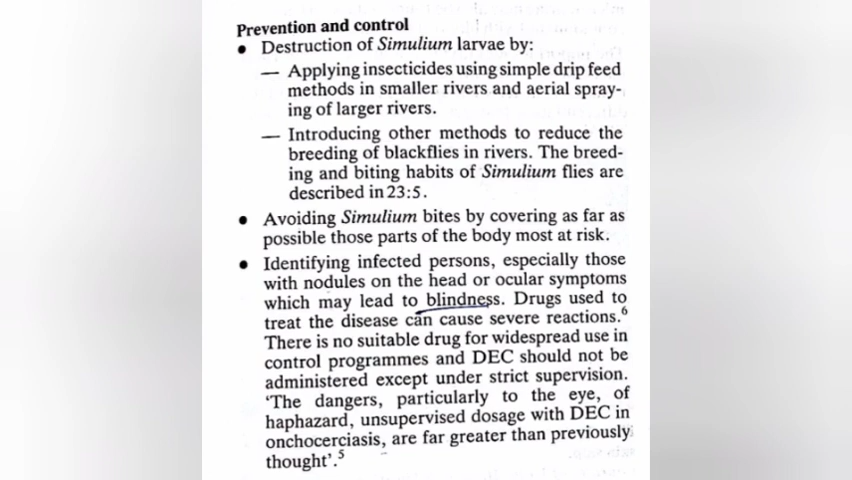 Prevention and control
• Destruction of Simulium larvae by:
— Applying insecticides using simple drip feed
methods in smaller rivers and aerial spray-
ing of larger rivers.
— Introducing other methods to reduce the
breeding of blackflies in rivers. The breed-
ing and biting habits of Simulium flies are
described in 23:5.
• Avoiding Simulium bites by covering as far as
possible those parts of the body most at risk.
• Identifying infected persons, especially those
with nodules on the head or ocular symptoms
which may lead to blindness. Drugs used to
treat the disease can cause severe reactions.⁶
There is no suitable drug for widespread use in
control programmes and DEC should not be
administered except under strict supervision.
‘The dangers, particularly to the eye, of
haphazard, unsupervised dosage with DEC in
onchocerciasis, are far greater than previously
thought’.⁵